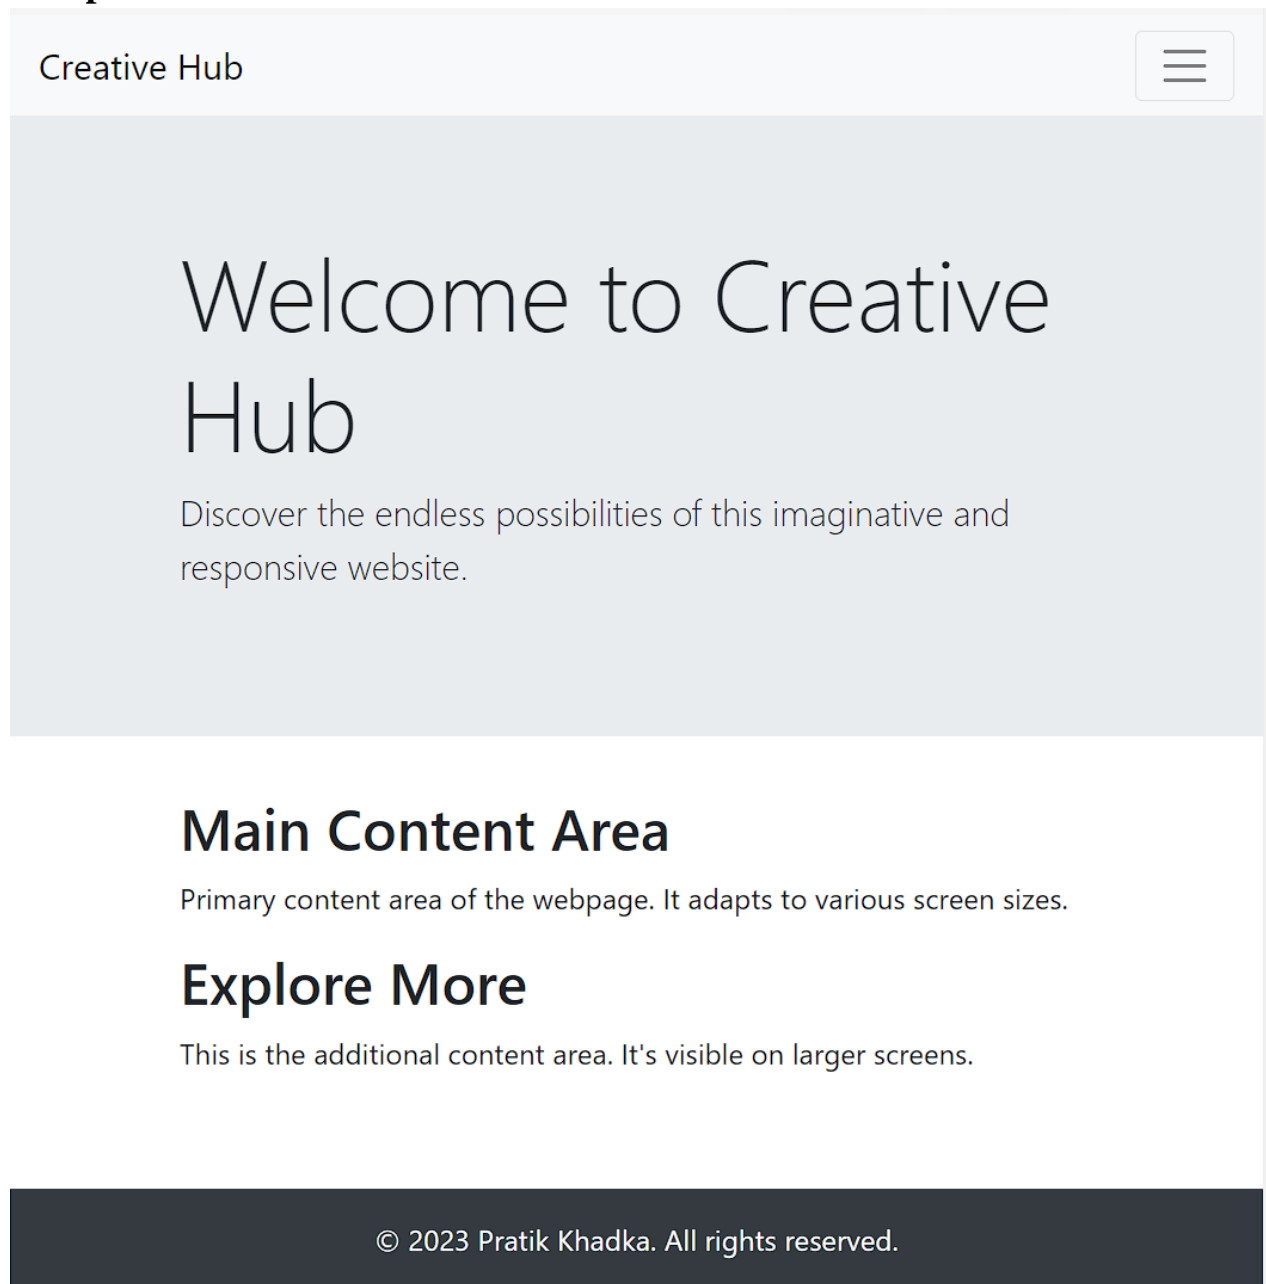 Creative Hub
Welcome to Creative
Hub
Discover the endless possibilities of this imaginative and
responsive website.
Main Content Area
Primary content area of the webpage. It adapts to various screen sizes.
Explore More
This is the additional content area. It's visible on larger screens.
© 2023 Pratik Khadka. All rights reserved.